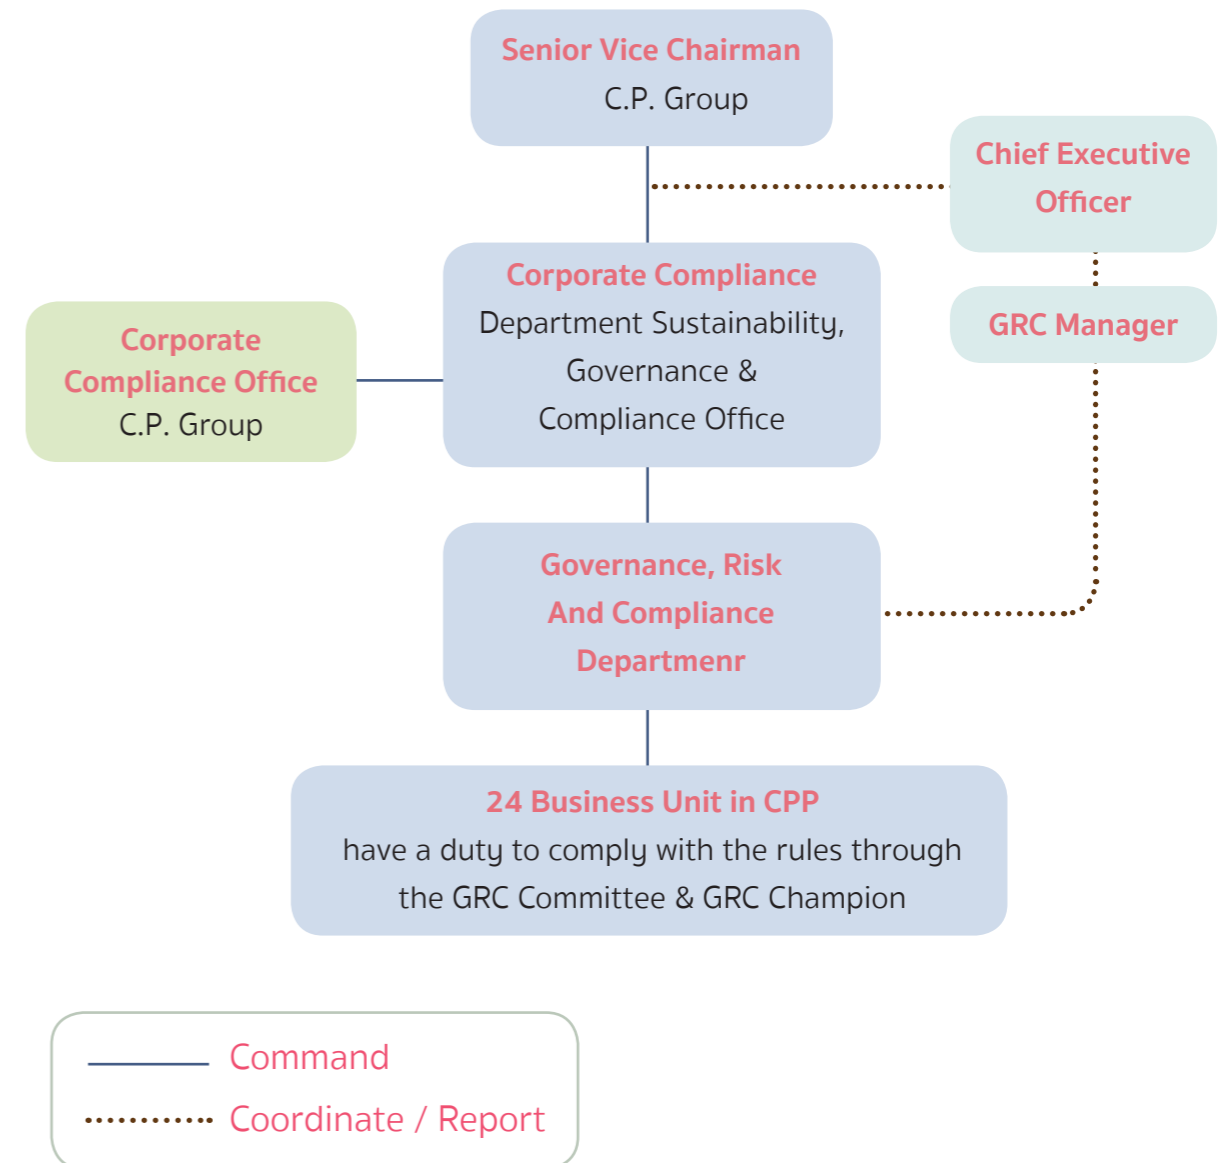 Senior Vice Chairman
C.P. Group
Chief Executive
Officer
Corporate Compliance
Department Sustainability,
Governance &
Compliance Office
GRC Manager
Corporate
Compliance Office
C.P. Group
Governance, Risk
And Compliance
Departmenr
24 Business Unit in CPP
have a duty to comply with the rules through
the GRC Committee & GRC Champion
Command
Coordinate / Report